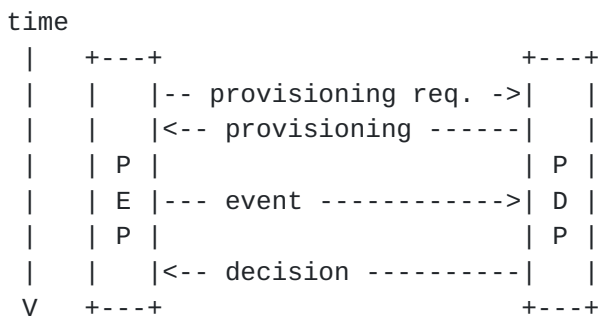 time
 |   +---+                    +---+
 |   |   |-- provisioning req. ->|   |
 |   |   |<-- provisioning ------|   |
 |   | P |                       | P |
 |   | E |--- event ------------>| D |
 |   | P |                       | P |
 |   |   |<-- decision ----------|   |
 V   +---+                       +---+